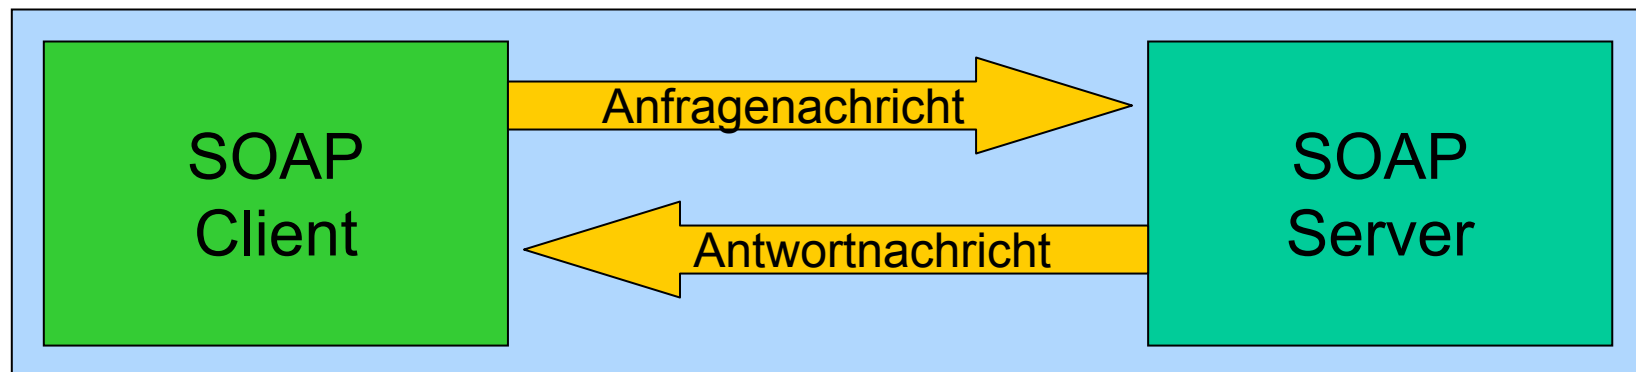 SOAP
Client
Anfragenachricht
Antwortnachricht
SOAP
Server